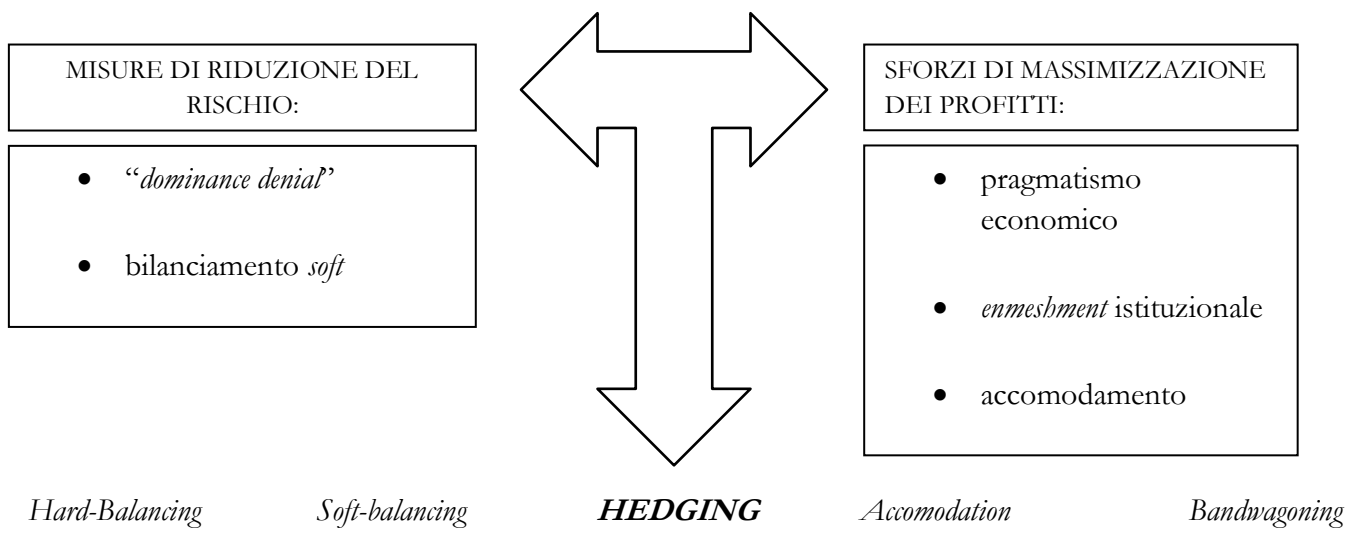 MISURE DI RIDUZIONE DEL
RISCHIO:
• “dominance denial”
• bilanciamento soft
SFORZI DI MASSIMIZZAZIONE
DEI PROFITTI:
• pragmatismo
economico
• enmeshment istituzionale
• accomodamento
Hard-Balancing Soft-balancing HEDGING Accomodation Bandwagoning